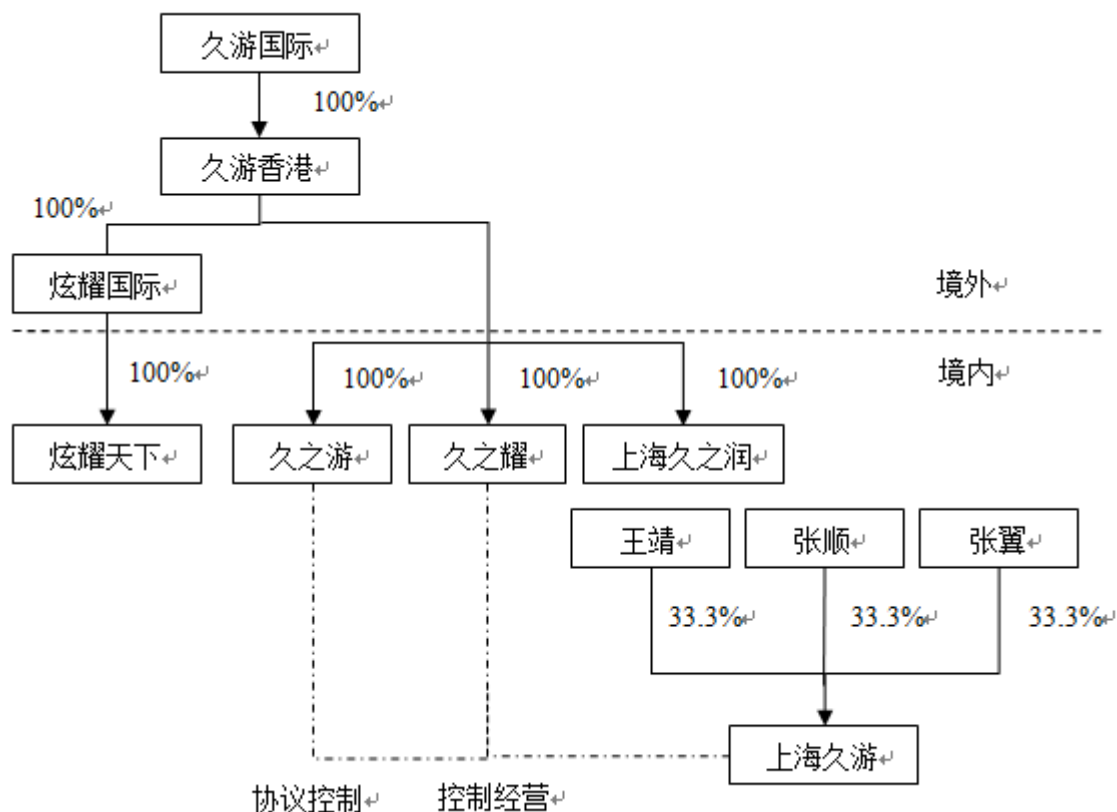 久游国际↵
100%↵
久游香港↵
100%↵
炫耀国际↵
境外↵
100%↵
100%↵
100%↵
100%↵
境内↵
炫耀天下↵
久之游↵
久之耀↵
上海久之润↵
王靖↵
张顺↵
张翼↵
33.3%↵
33.3%↵
33.3%↵
上海久游↵
协议控制↵
控制经营↵